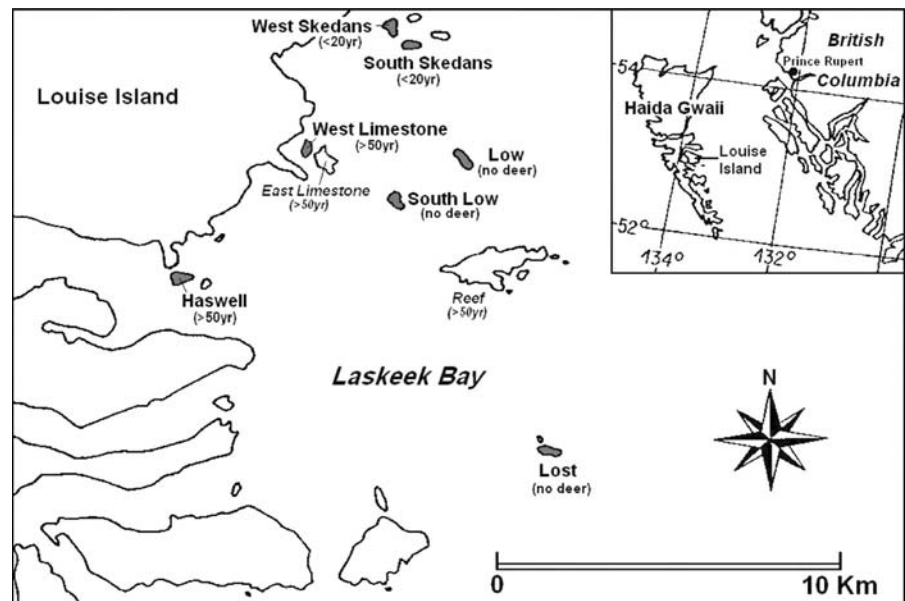 West Skedans
(<20yr)
South Skedans
(<20yr)
Louise Island
West Limestone
(>50yr)
East Limestone
(>50yr)
Low
(no deer)
South Low
(no deer)
Haswell
(>50yr)
Reef
(>50yr)
Laskeek Bay
Lost
(no deer)
N
0
10 Km
British
Prince Rupert
Columbia
54°
Haida Gwaii
Louise
Island
52°
134°
132°